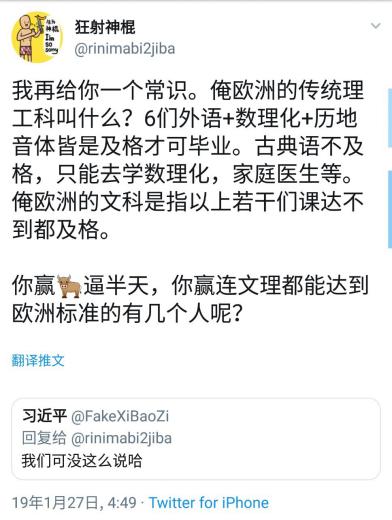 狂射神棍
@rinimabi2jiba
我再给你一个常识。俺欧洲的传统理
工科叫什么？6们外语+数理化+历地
音体皆是及格才可毕业。古典语不及
格，只能去学数理化，家庭医生等。
俺欧洲的文科是指以上若干们课达不
到都及格。
你赢🐂逼半天，你赢连文理都能达到
欧洲标准的有几个人呢？
翻译推文
习近平 @FakeXiBaoZi
回复给 @rinimabi2jiba
我们可没这么说哈
19年1月27日, 4:49 · Twitter for iPhone